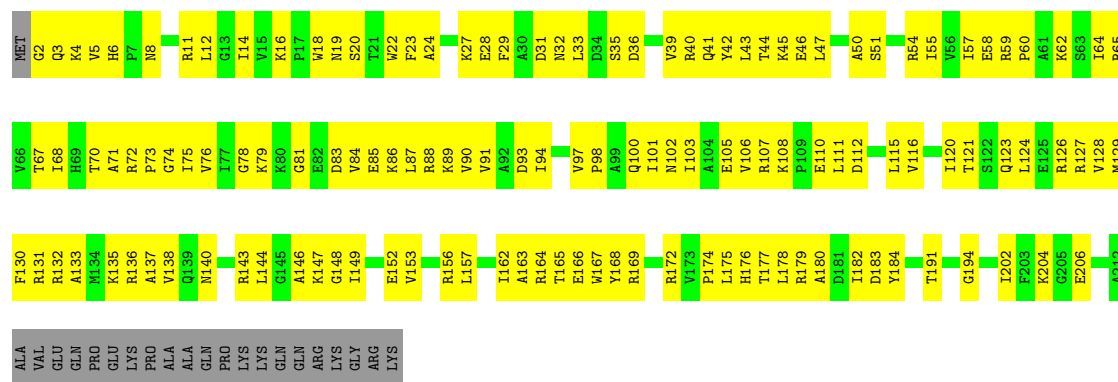 MET G2 Q3 K4 V5 H6 P7 N8 R11 L12 G13 I14 V15 K16 P17 W18 N19 S20 T21 W22 F23 A24 K27 E28 F29 A30 D31 N32 L33 D34 S35 D36 V39 R40 Q41 Y42 L43 T44 K45 E46 L47 A50 S51 R54 I55 V56 I57 E58 R59 P60 A61 K62 S63 I64 R65
V66 T67 I68 H69 T70 A71 R72 P73 G74 I75 V76 I77 G78 K79 K80 G81 E82 D83 V84 E85 K86 L87 R88 K89 V90 V91 A92 D93 I94 V97 P98 A99 Q100 I101 N102 I103 A104 E105 V106 R107 K108 P109 E110 L111 D112 L115 V116 I120 T121 S122 Q123 L124 E125 R126 R127 V128 M129
F130 R131 R132 A133 M134 K135 R136 A137 V138 Q139 N140 R143 L144 G145 A146 K147 G148 I149 E152 V153 R156 L157 I162 A163 R164 T165 E166 W167 Y168 R169 R172 V173 P174 L175 H176 T177 L178 R179 A180 D181 I182 D183 Y184 T191 G194 I202 F203 K204 G205 E206 A212
ALA VAL GLU GLN PRO GLU LYS PRO ALA ALA GLN PRO LYS LYS GLN GLN ARG LYS GLY ARG LYS